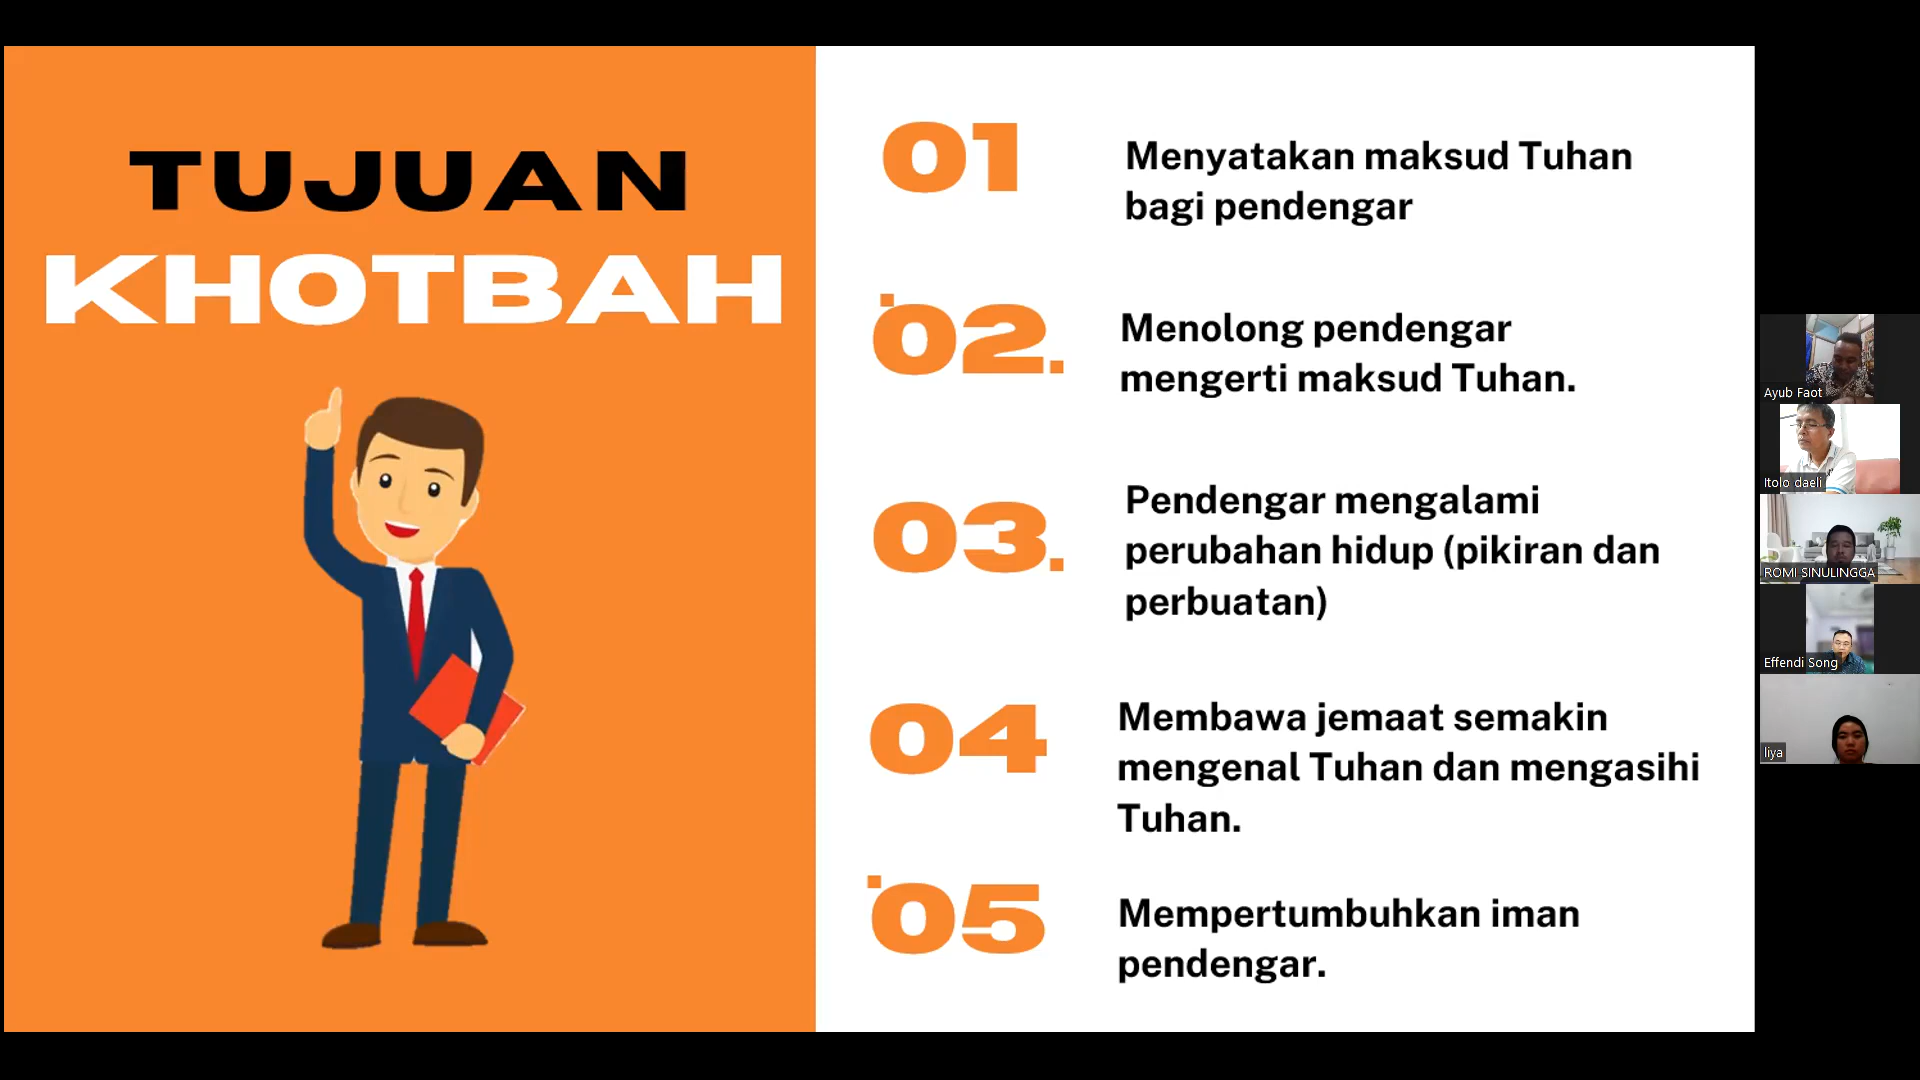 TUJUAN
KHOTBAH
01
Menyatakan maksud Tuhan
bagi pendengar
02.
Menolong pendengar
mengerti maksud Tuhan.
03.
Pendengar mengalami
perubahan hidup (pikiran dan
perbuatan)
04
Membawa jemaat semakin
mengenal Tuhan dan mengasihi
Tuhan.
05
Mempertumbuhkan iman
pendengar.
Ayub Faot
Itolo daeli
ROMI SINULINGGA
Effendi Song
liya